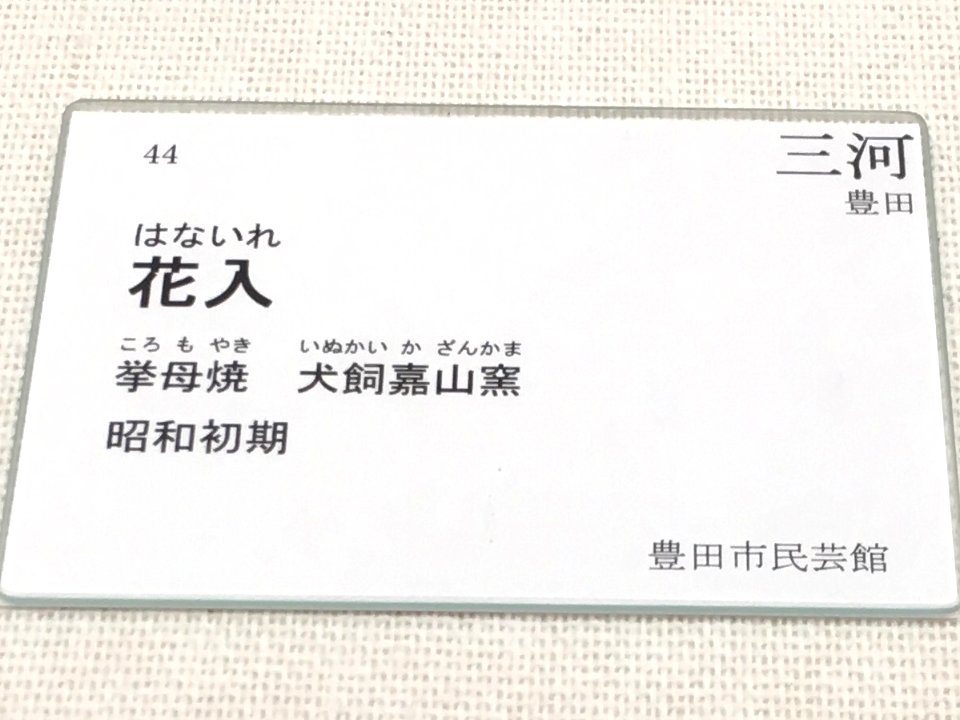 44
三河
豊田
はないれ
花入
ころ も やき いぬかい か ざんかま
挙母焼 犬飼嘉山窯
昭和初期
豊田市民芸館